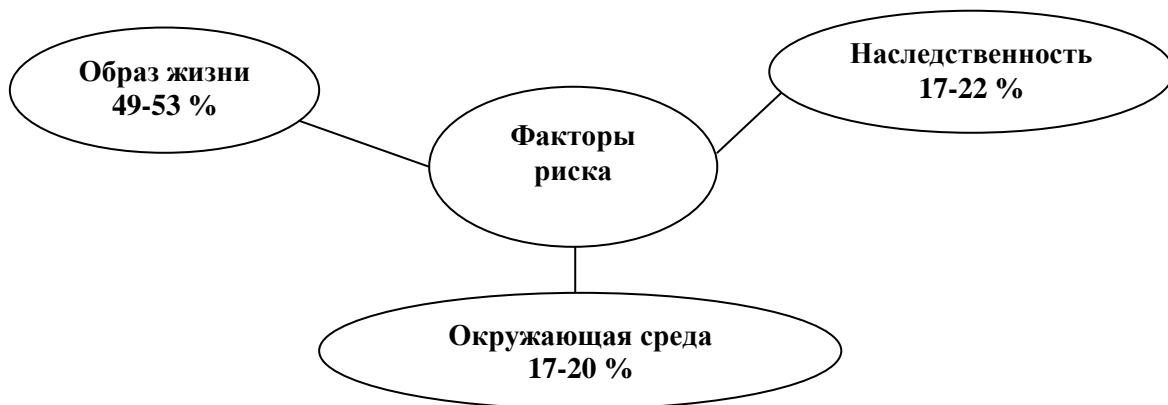 Образ жизни
49-53 %
Наследственность
17-22 %
Факторы
риска
Окружающая среда
17-20 %